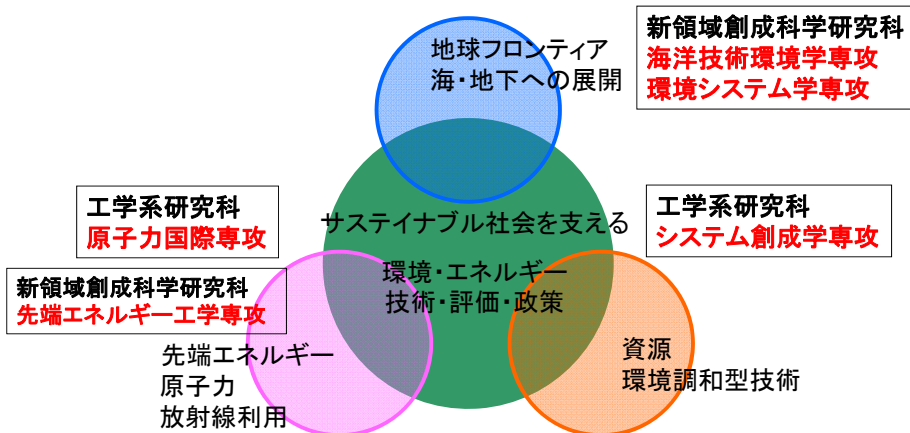 地球フロンティア
海・地下への展開
新領域創成科学研究科
海洋技術環境学専攻
環境システム学専攻
工学系研究科
原子力国際専攻
サステイナブル社会を支える
工学系研究科
システム創成学専攻
新領域創成科学研究科
先端エネルギー工学専攻
環境・エネルギー
技術・評価・政策
先端エネルギー
原子力
放射線利用
資源
環境調和型技術